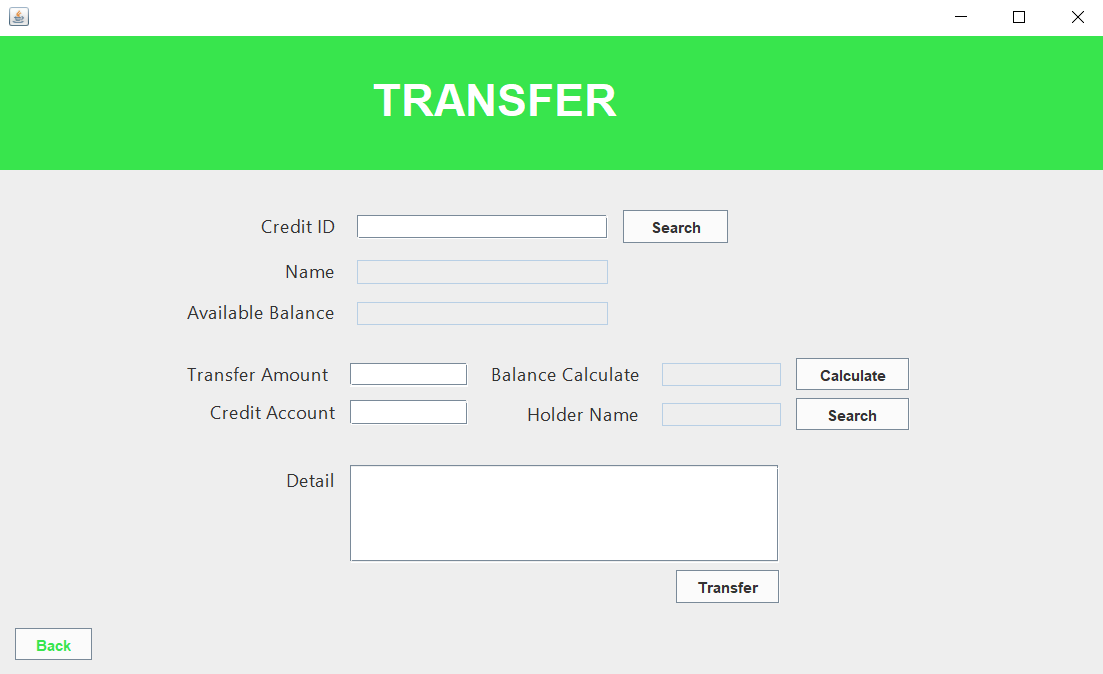 TRANSFER
Credit ID Search
Name
Available Balance
Transfer Amount Balance Calculate Calculate
Credit Account Holder Name Search
Detail
Transfer
Back